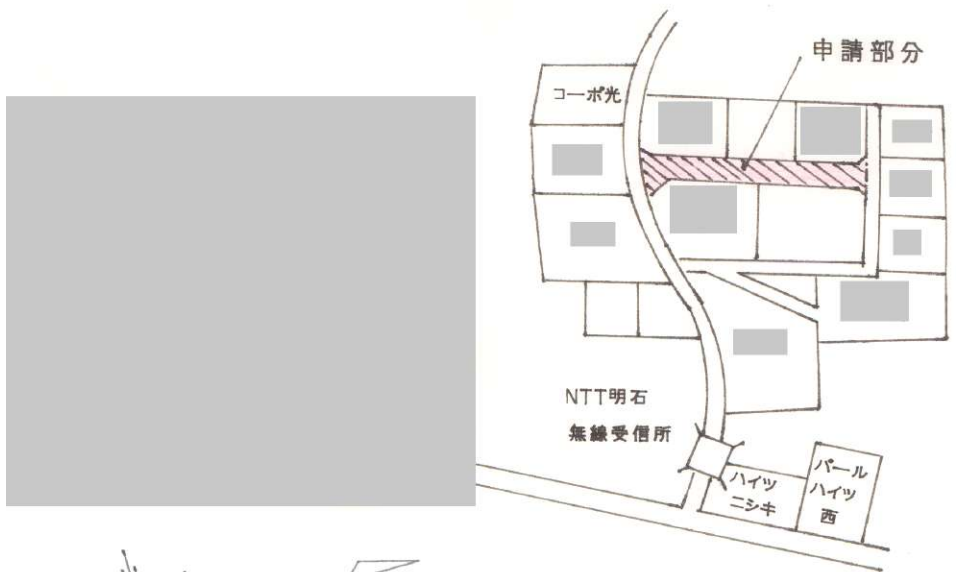 申請部分
コーポ光
NTT明石
無線受信所
ハイツ
ニシキ
パール
ハイツ
西